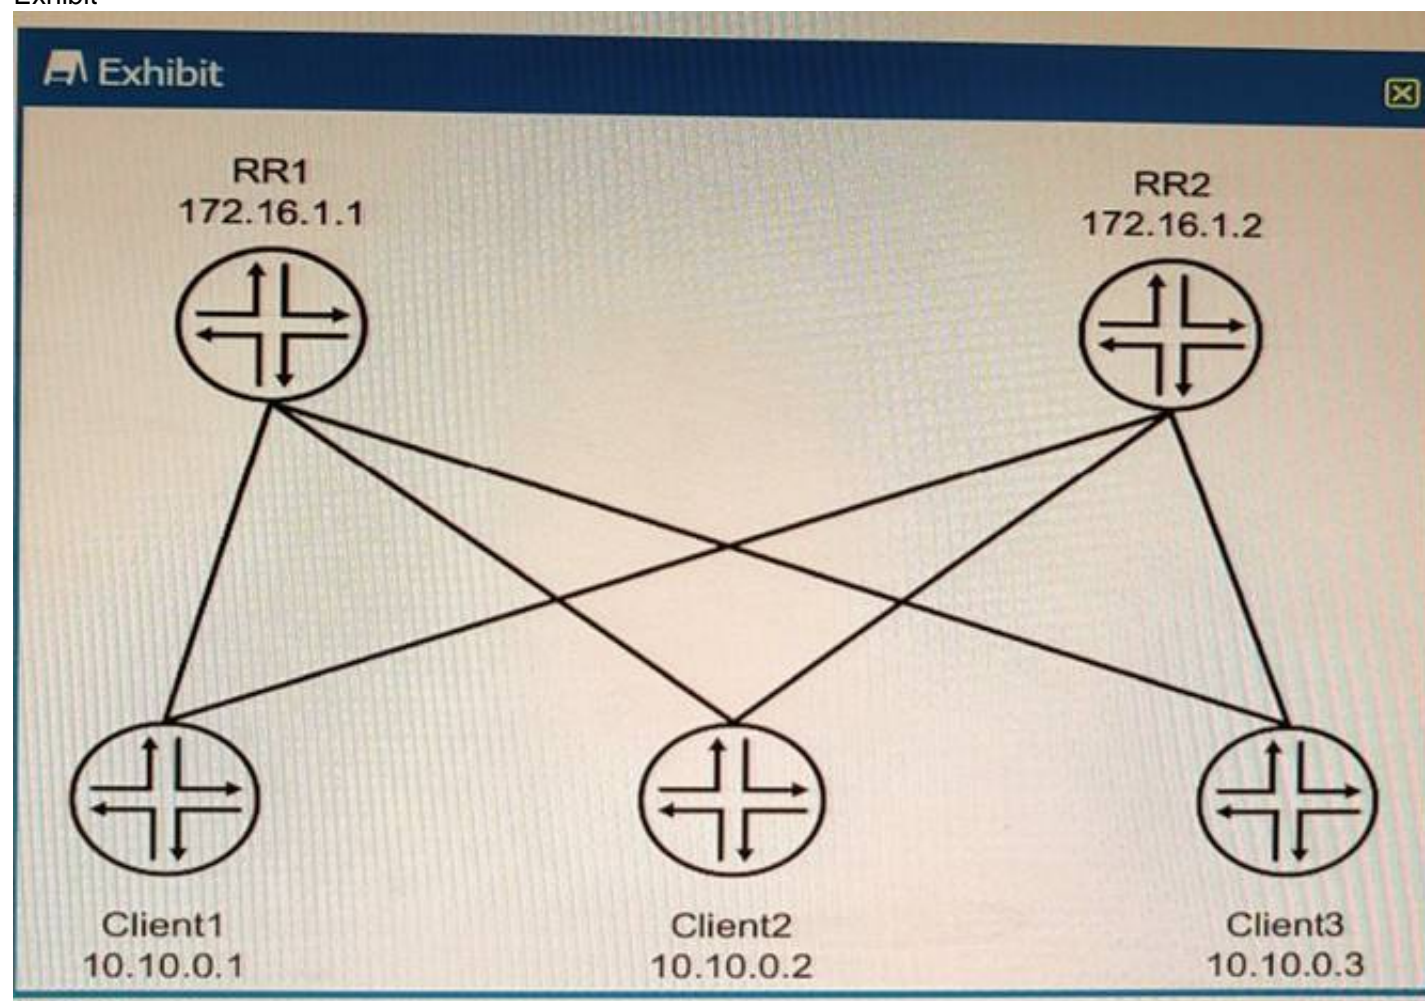 Exhibit
Exhibit
RR1
172.16.1.1
RR2
172.16.1.2
Client1
10.10.0.1
Client2
10.10.0.2
Client3
10.10.0.3